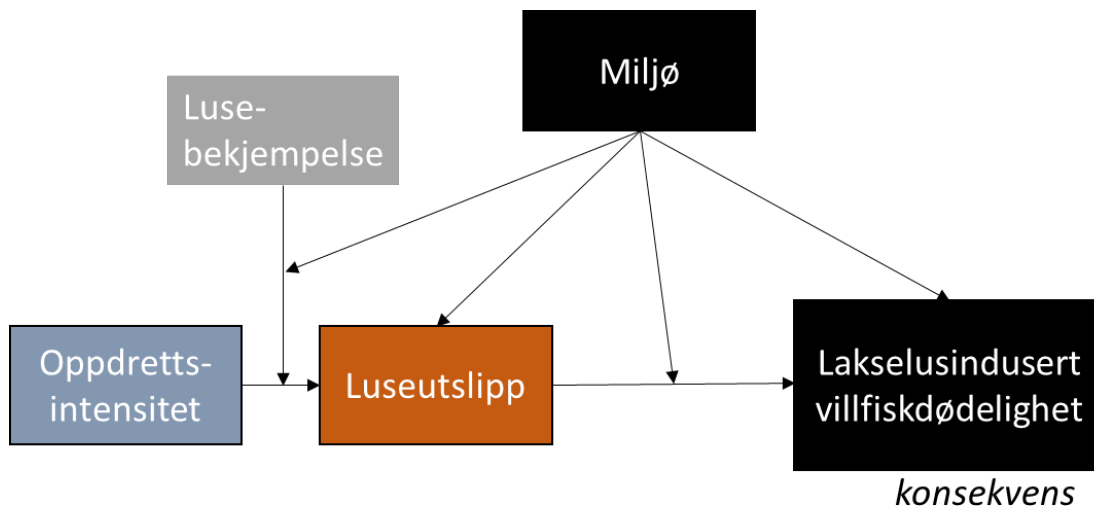 Miljø
Luse-
bekjempelse
Oppdretts-
intensitet
Luseutslipp
Lakselusindusert
villfiskdødelighet
konsekvens